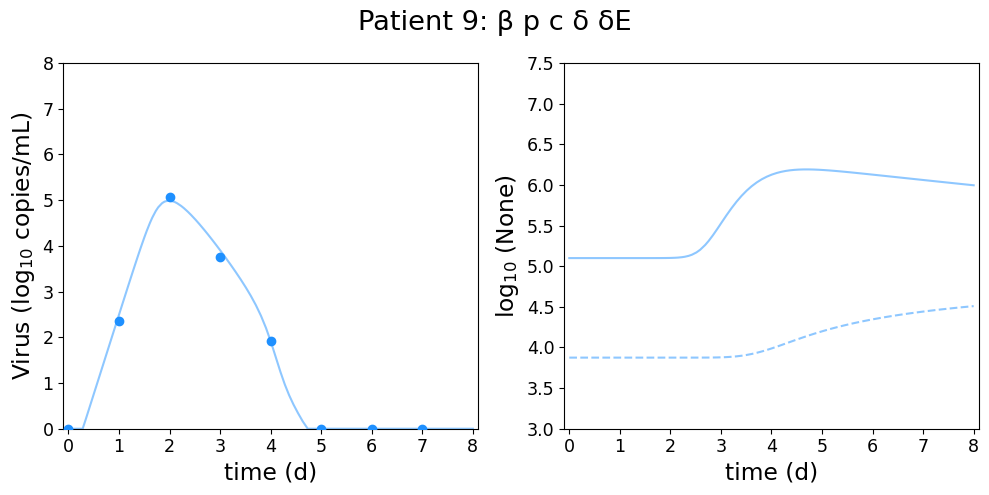 Patient 9: β p c δ δE
Virus (log₁₀ copies/mL)
8
7
6
5
4
3
2
1
0
0 1 2 3 4 5 6 7 8
time (d)
log₁₀ (None)
7.5
7.0
6.5
6.0
5.5
5.0
4.5
4.0
3.5
3.0
0 1 2 3 4 5 6 7 8
time (d)